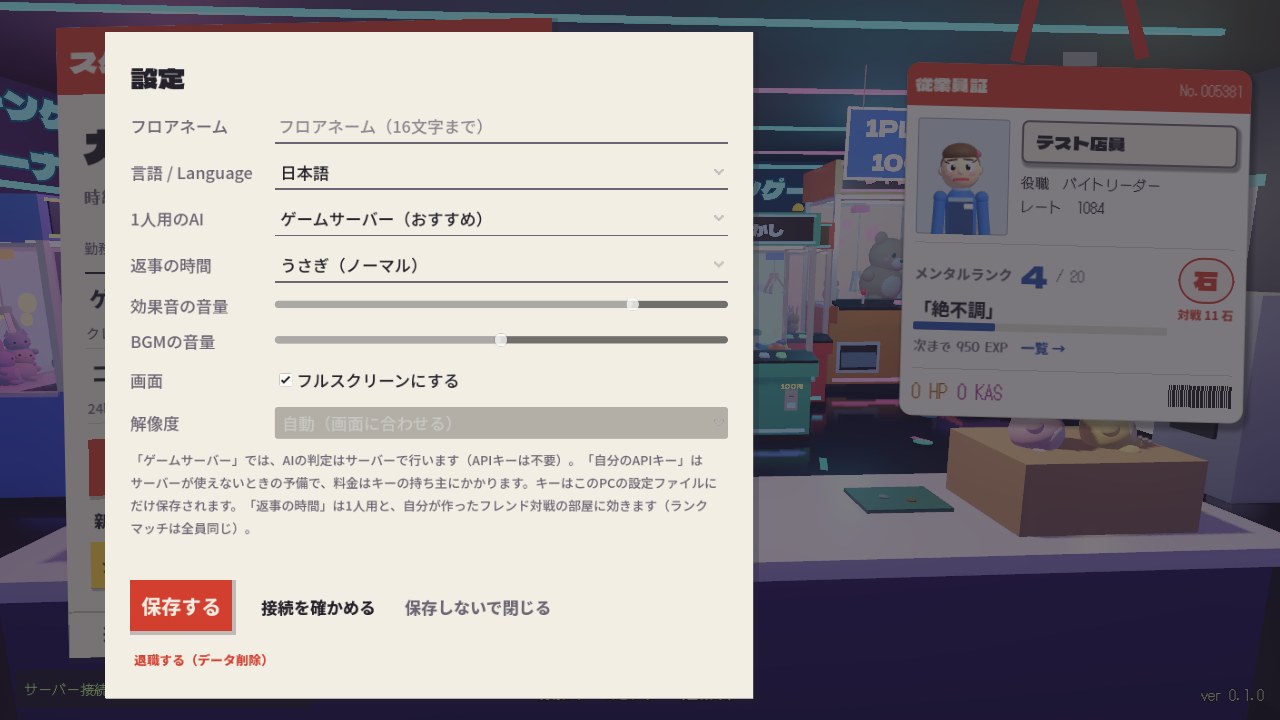 設定
フロアネーム
フロアネーム（16文字まで）
言語 / Language
日本語
1人用のAI
ゲームサーバー（おすすめ）
返事の時間
うさぎ（ノーマル）
効果音の音量
BGMの音量
画面
フルスクリーンにする
解像度
自動（画面に合わせる）
「ゲームサーバー」では、AIの判定はサーバーで行います（APIキーは不要）。「自分のAPIキー」は
サーバーが使えないときの予備で、料金はキーの持ち主にかかります。キーはこのPCの設定ファイルに
だけ保存されます。「返事の時間」は1人用と、自分が作ったフレンド対戦の部屋に効きます（ランク
マッチは全員同じ）。
保存する
接続を確かめる
保存しないで閉じる
退職する（データ削除）
サーバー接続
従業員証
No. 005381
テスト店員
役職 バイトリーダー
レート 1084
メンタルランク 4 / 20
「絶不調」
石
対戦 11 石
次まで 950 EXP 一覧 →
0 HP 0 KAS
100円
ver 0.1.0